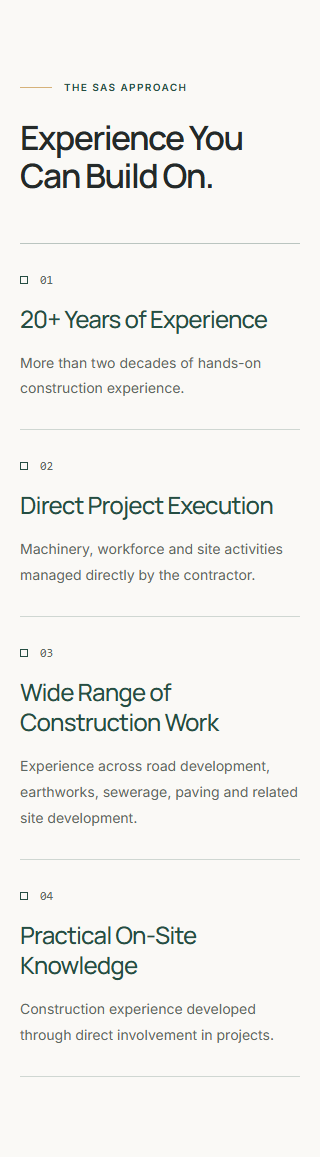 THE SAS APPROACH
Experience You
Can Build On.
01
20+ Years of Experience
More than two decades of hands-on
construction experience.
02
Direct Project Execution
Machinery, workforce and site activities
managed directly by the contractor.
03
Wide Range of
Construction Work
Experience across road development,
earthworks, sewerage, paving and related
site development.
04
Practical On-Site
Knowledge
Construction experience developed
through direct involvement in projects.